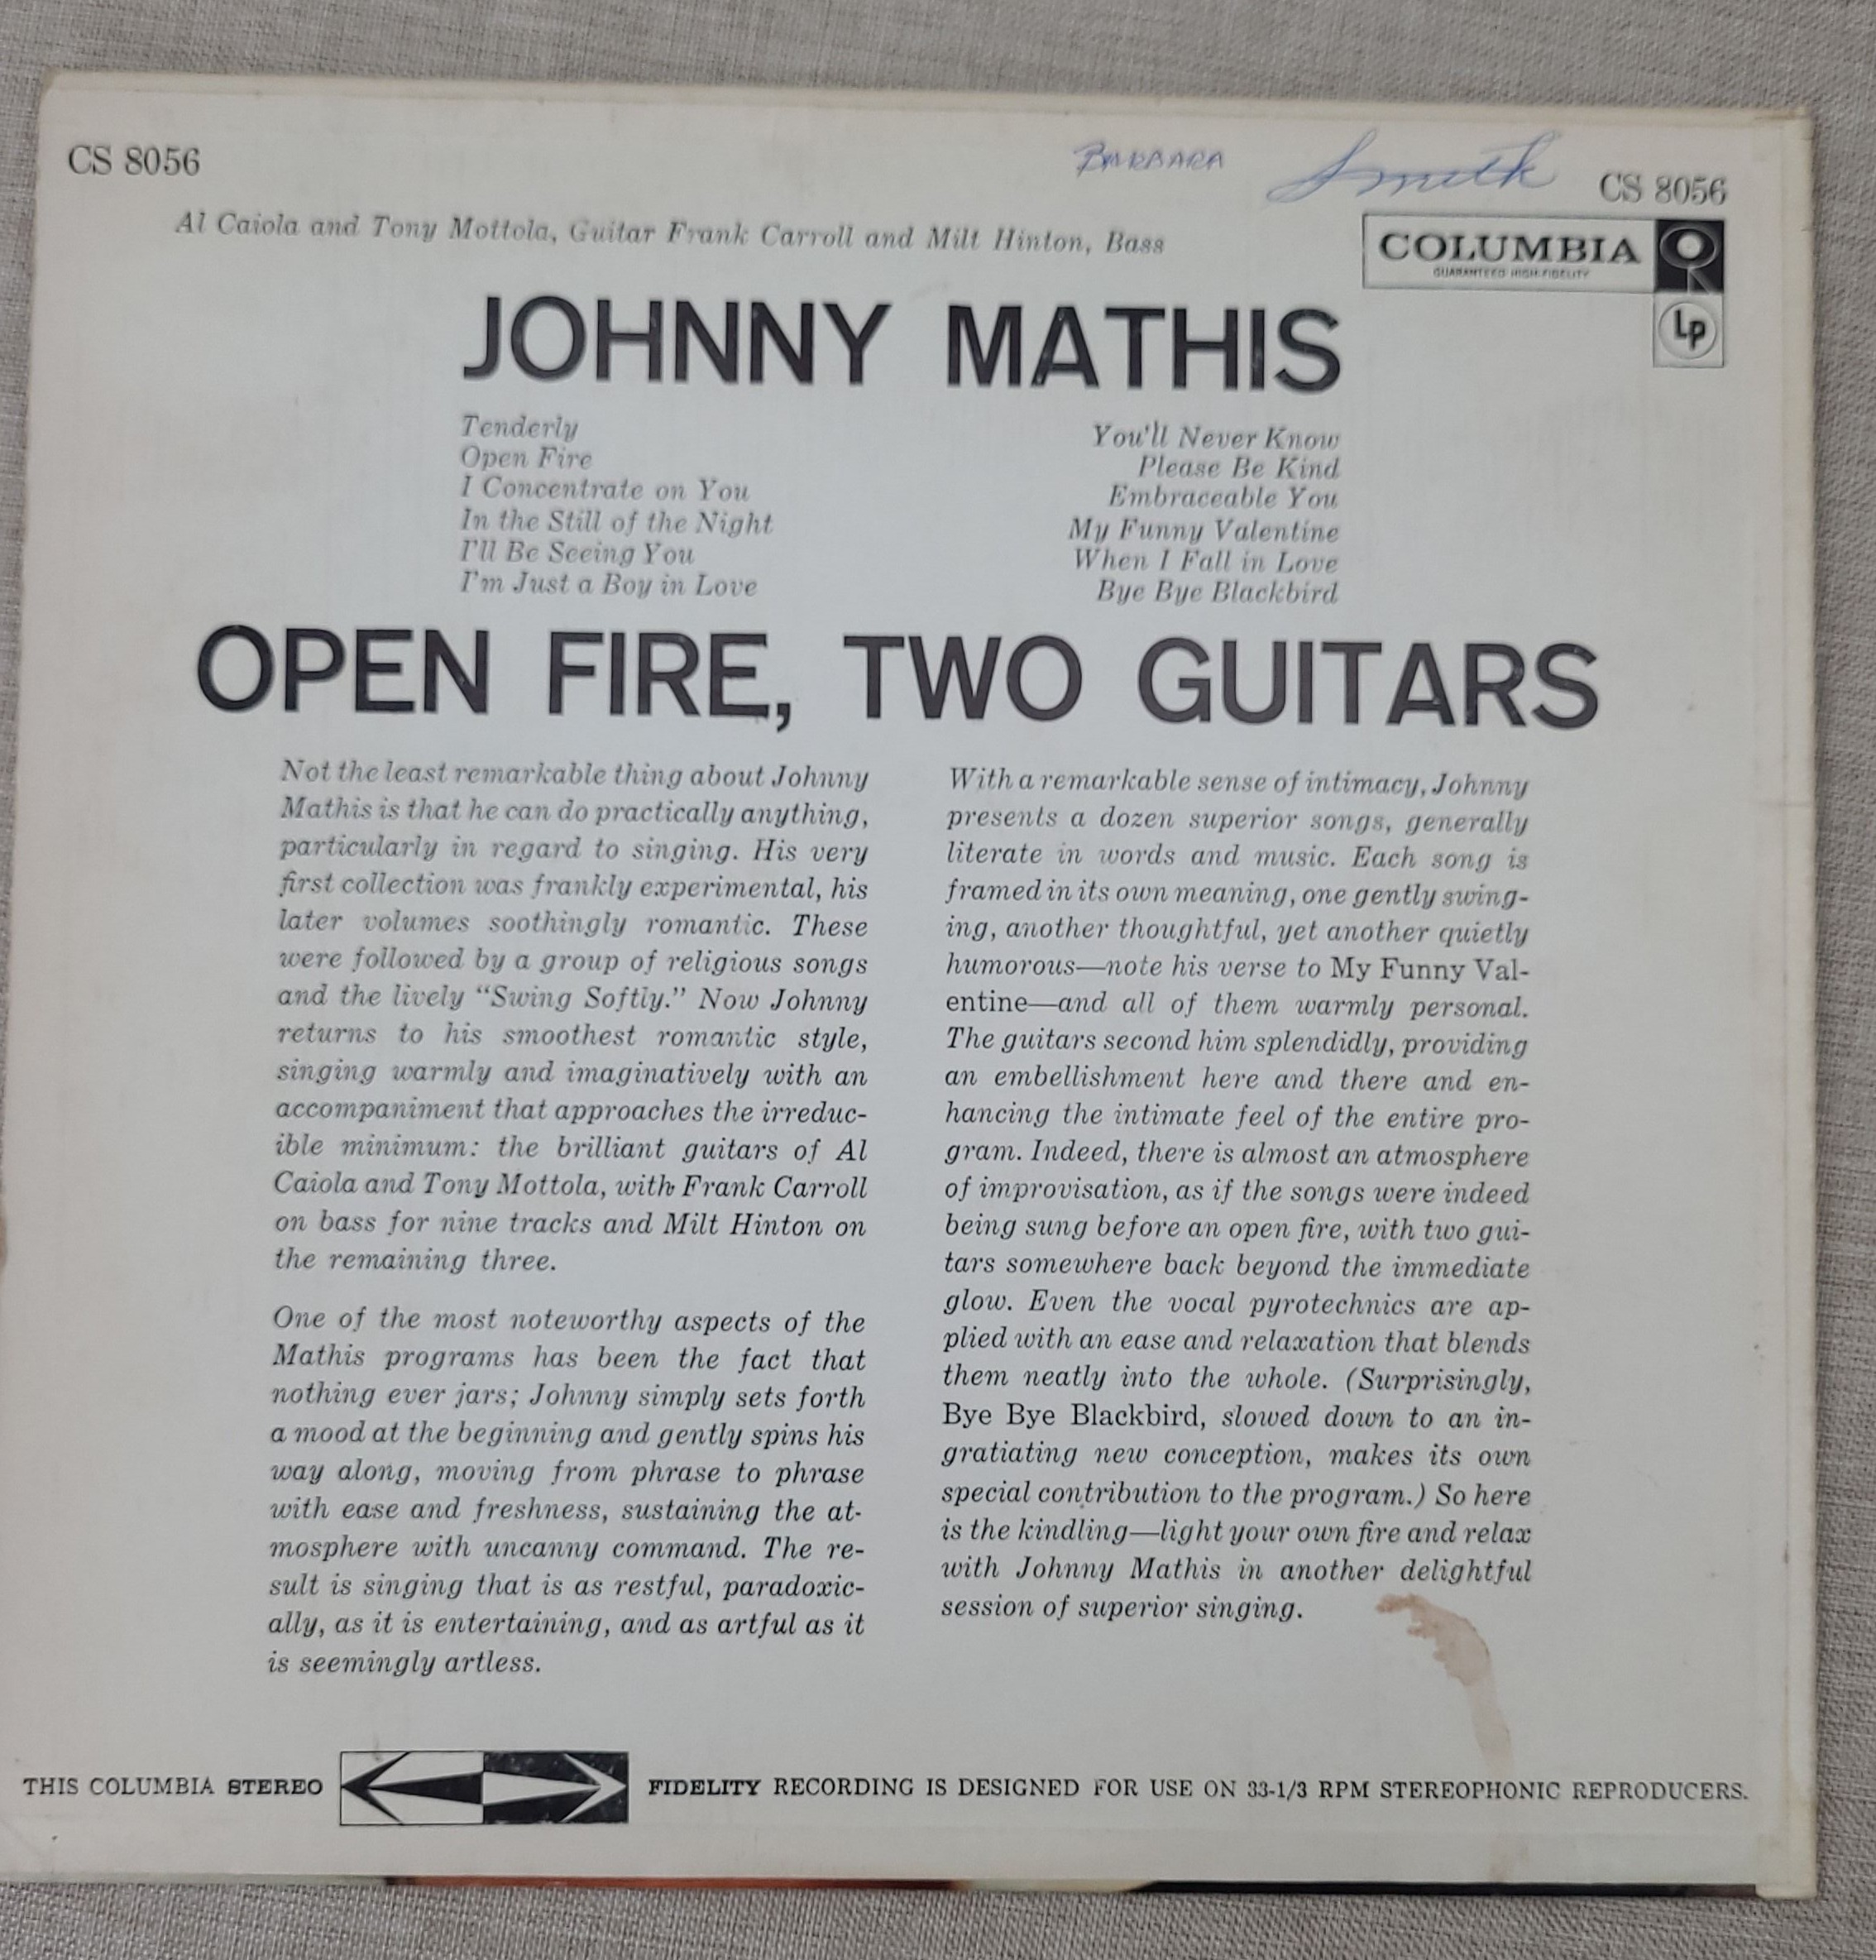 CS 8056
BARBARA Smith
CS 8056
Al Caiola and Tony Mottola, Guitar Frank Carroll and Milt Hinton, Bass
COLUMBIA
GUARANTEED HIGH-FIDELITY
Lp
JOHNNY MATHIS
Tenderly
Open Fire
I Concentrate on You
In the Still of the Night
I'll Be Seeing You
I'm Just a Boy in Love
You'll Never Know
Please Be Kind
Embraceable You
My Funny Valentine
When I Fall in Love
Bye Bye Blackbird
OPEN FIRE, TWO GUITARS
Not the least remarkable thing about Johnny
Mathis is that he can do practically anything,
particularly in regard to singing. His very
first collection was frankly experimental, his
later volumes soothingly romantic. These
were followed by a group of religious songs
and the lively “Swing Softly.” Now Johnny
returns to his smoothest romantic style,
singing warmly and imaginatively with an
accompaniment that approaches the irreduc-
ible minimum: the brilliant guitars of Al
Caiola and Tony Mottola, with Frank Carroll
on bass for nine tracks and Milt Hinton on
the remaining three.
One of the most noteworthy aspects of the
Mathis programs has been the fact that
nothing ever jars; Johnny simply sets forth
a mood at the beginning and gently spins his
way along, moving from phrase to phrase
with ease and freshness, sustaining the at-
mosphere with uncanny command. The re-
sult is singing that is as restful, paradoxic-
ally, as it is entertaining, and as artful as it
is seemingly artless.
With a remarkable sense of intimacy, Johnny
presents a dozen superior songs, generally
literate in words and music. Each song is
framed in its own meaning, one gently swing-
ing, another thoughtful, yet another quietly
humorous—note his verse to My Funny Val-
entine—and all of them warmly personal.
The guitars second him splendidly, providing
an embellishment here and there and en-
hancing the intimate feel of the entire pro-
gram. Indeed, there is almost an atmosphere
of improvisation, as if the songs were indeed
being sung before an open fire, with two gui-
tars somewhere back beyond the immediate
glow. Even the vocal pyrotechnics are ap-
plied with an ease and relaxation that blends
them neatly into the whole. (Surprisingly,
Bye Bye Blackbird, slowed down to an in-
gratiating new conception, makes its own
special contribution to the program.) So here
is the kindling—light your own fire and relax
with Johnny Mathis in another delightful
session of superior singing.
THIS COLUMBIA STEREO FIDELITY RECORDING IS DESIGNED FOR USE ON 33-1/3 RPM STEREOPHONIC REPRODUCERS.